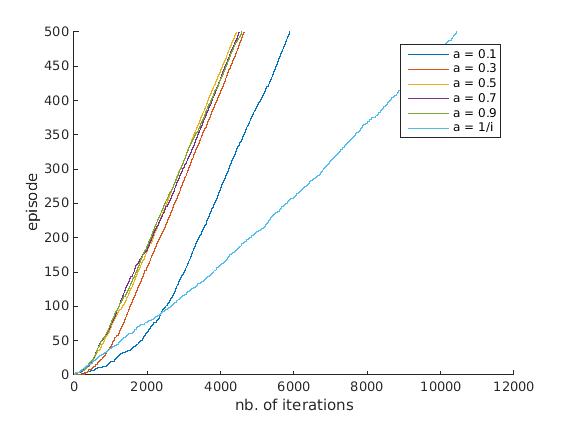 500
450
400
350
300
250
200
150
100
50
0
episode
0 2000 4000 6000 8000 10000 12000
nb. of iterations
a = 0.1
a = 0.3
a = 0.5
a = 0.7
a = 0.9
a = 1/i